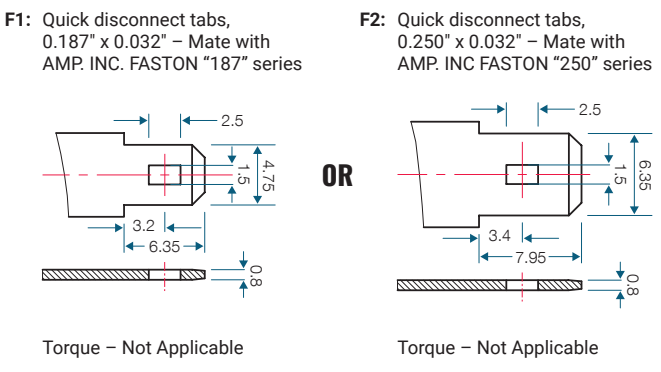 F1: Quick disconnect tabs,
0.187" x 0.032" – Mate with
AMP. INC. FASTON “187” series
2.5
1.5
4.75
3.2
6.35
0.8
Torque – Not Applicable
OR
F2: Quick disconnect tabs,
0.250" x 0.032" – Mate with
AMP. INC FASTON “250” series
2.5
1.5
6.35
3.4
7.95
0.8
Torque – Not Applicable